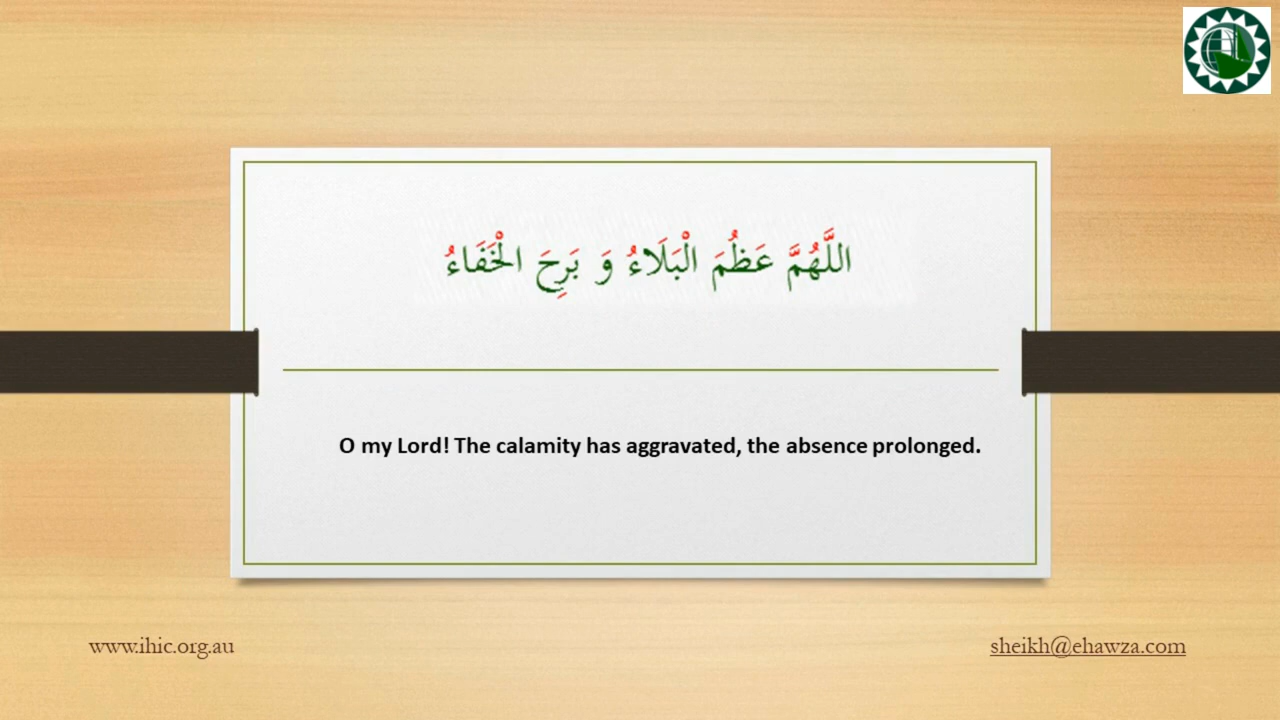 اللَّهُمَّ عَظُمَ الْبَلَاءُ وَ بَرِحَ الْخَفَاءُ
O my Lord! The calamity has aggravated, the absence prolonged.
www.ihic.org.au
sheikh@ehawza.com